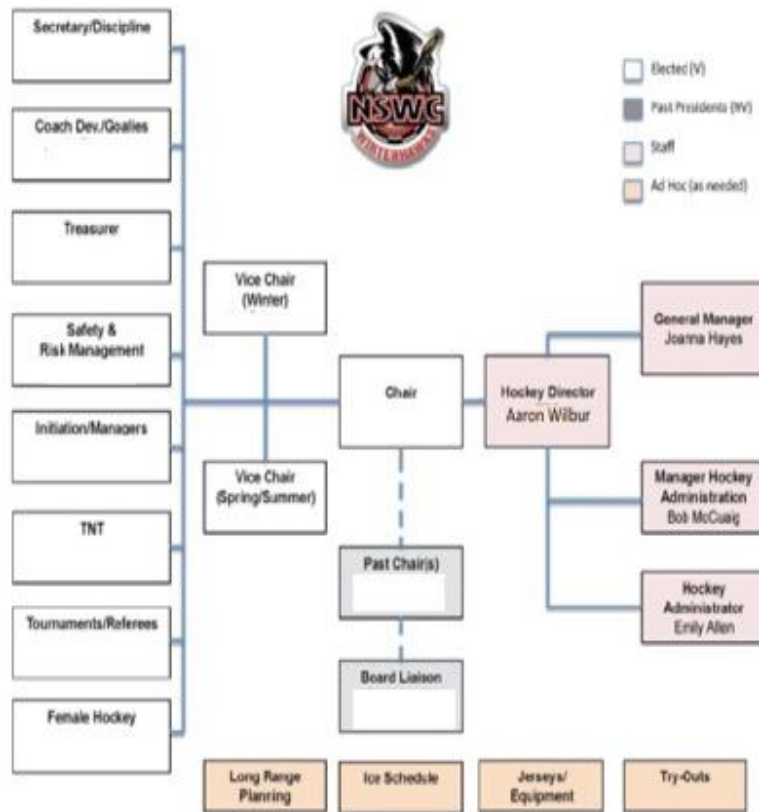 Secretary/Discipline
Coach Dev./Goalies
Treasurer
Safety &
Risk Management
Initiation/Managers
TNT
Tournaments/Referees
Female Hockey
Vice Chair
(Winter)
Vice Chair
(Spring/Summer)
NSWC
WINTERHAWKS
Chair
Past Chair(s)
Board Liaison
Hockey Director
Aaron Wilbur
Elected (V)
Past Presidents (NV)
Staff
Ad Hoc (as needed)
General Manager
Joanna Hayes
Manager Hockey
Administration
Bob McCuaig
Hockey
Administrator
Emily Allen
Long Range
Planning
Ice Schedule
Jerseys/
Equipment
Try-Outs